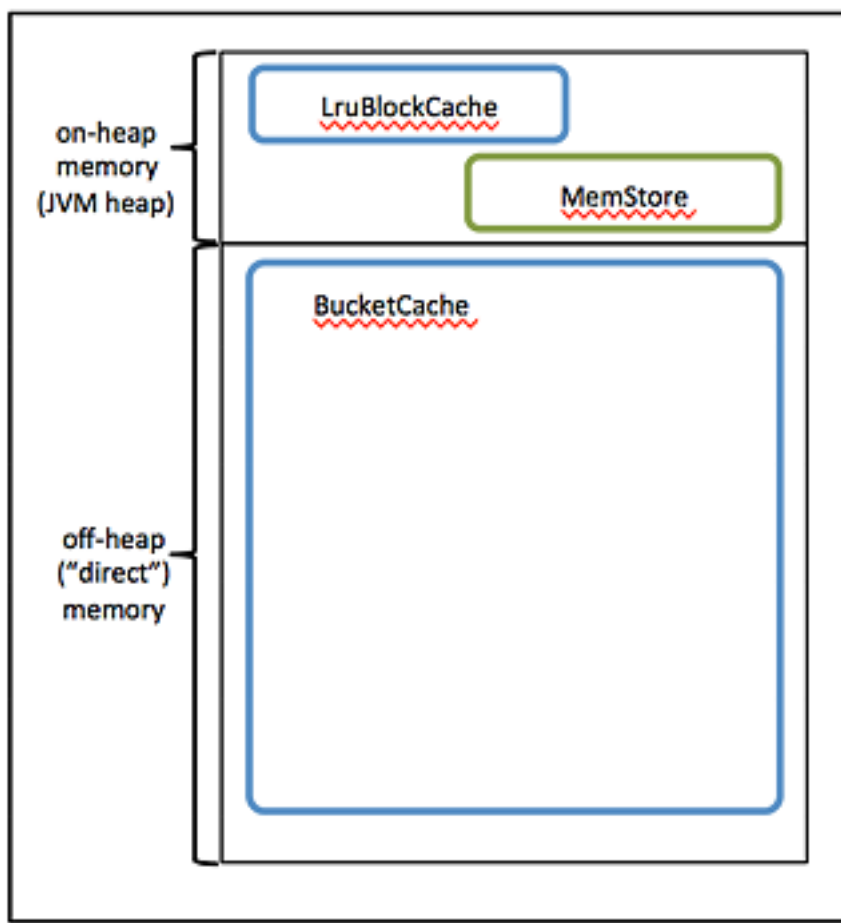 LruBlockCache
on-heap
memory
(JVM heap)
MemStore
BucketCache
off-heap
(“direct”)
memory